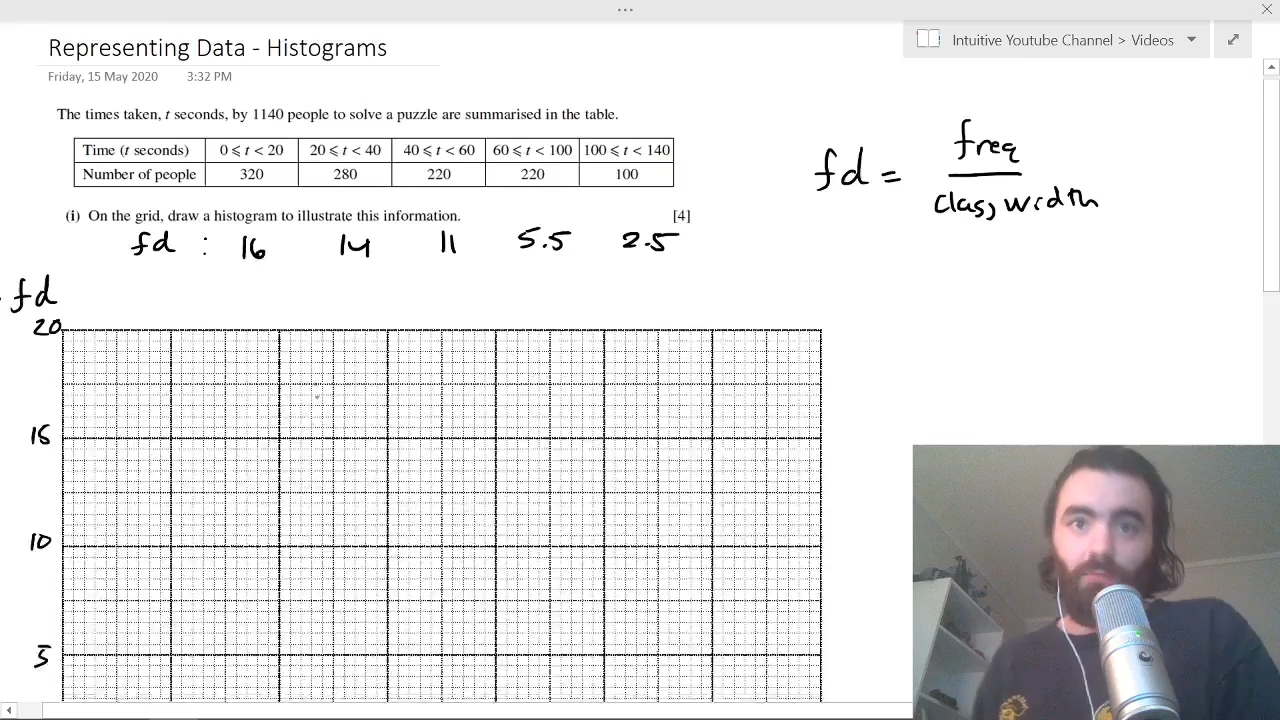 Representing Data - Histograms
Friday, 15 May 2020 3:32 PM
Intuitive Youtube Channel > Videos
The times taken, t seconds, by 1140 people to solve a puzzle are summarised in the table.
Time (t seconds) 0 ⩽ t < 20 20 ⩽ t < 40 40 ⩽ t < 60 60 ⩽ t < 100 100 ⩽ t < 140
Number of people 320 280 220 220 100
(i) On the grid, draw a histogram to illustrate this information. [4]
fd = freq
class width
fd : 16 14 11 5.5 2.5
fd
20
15
10
5